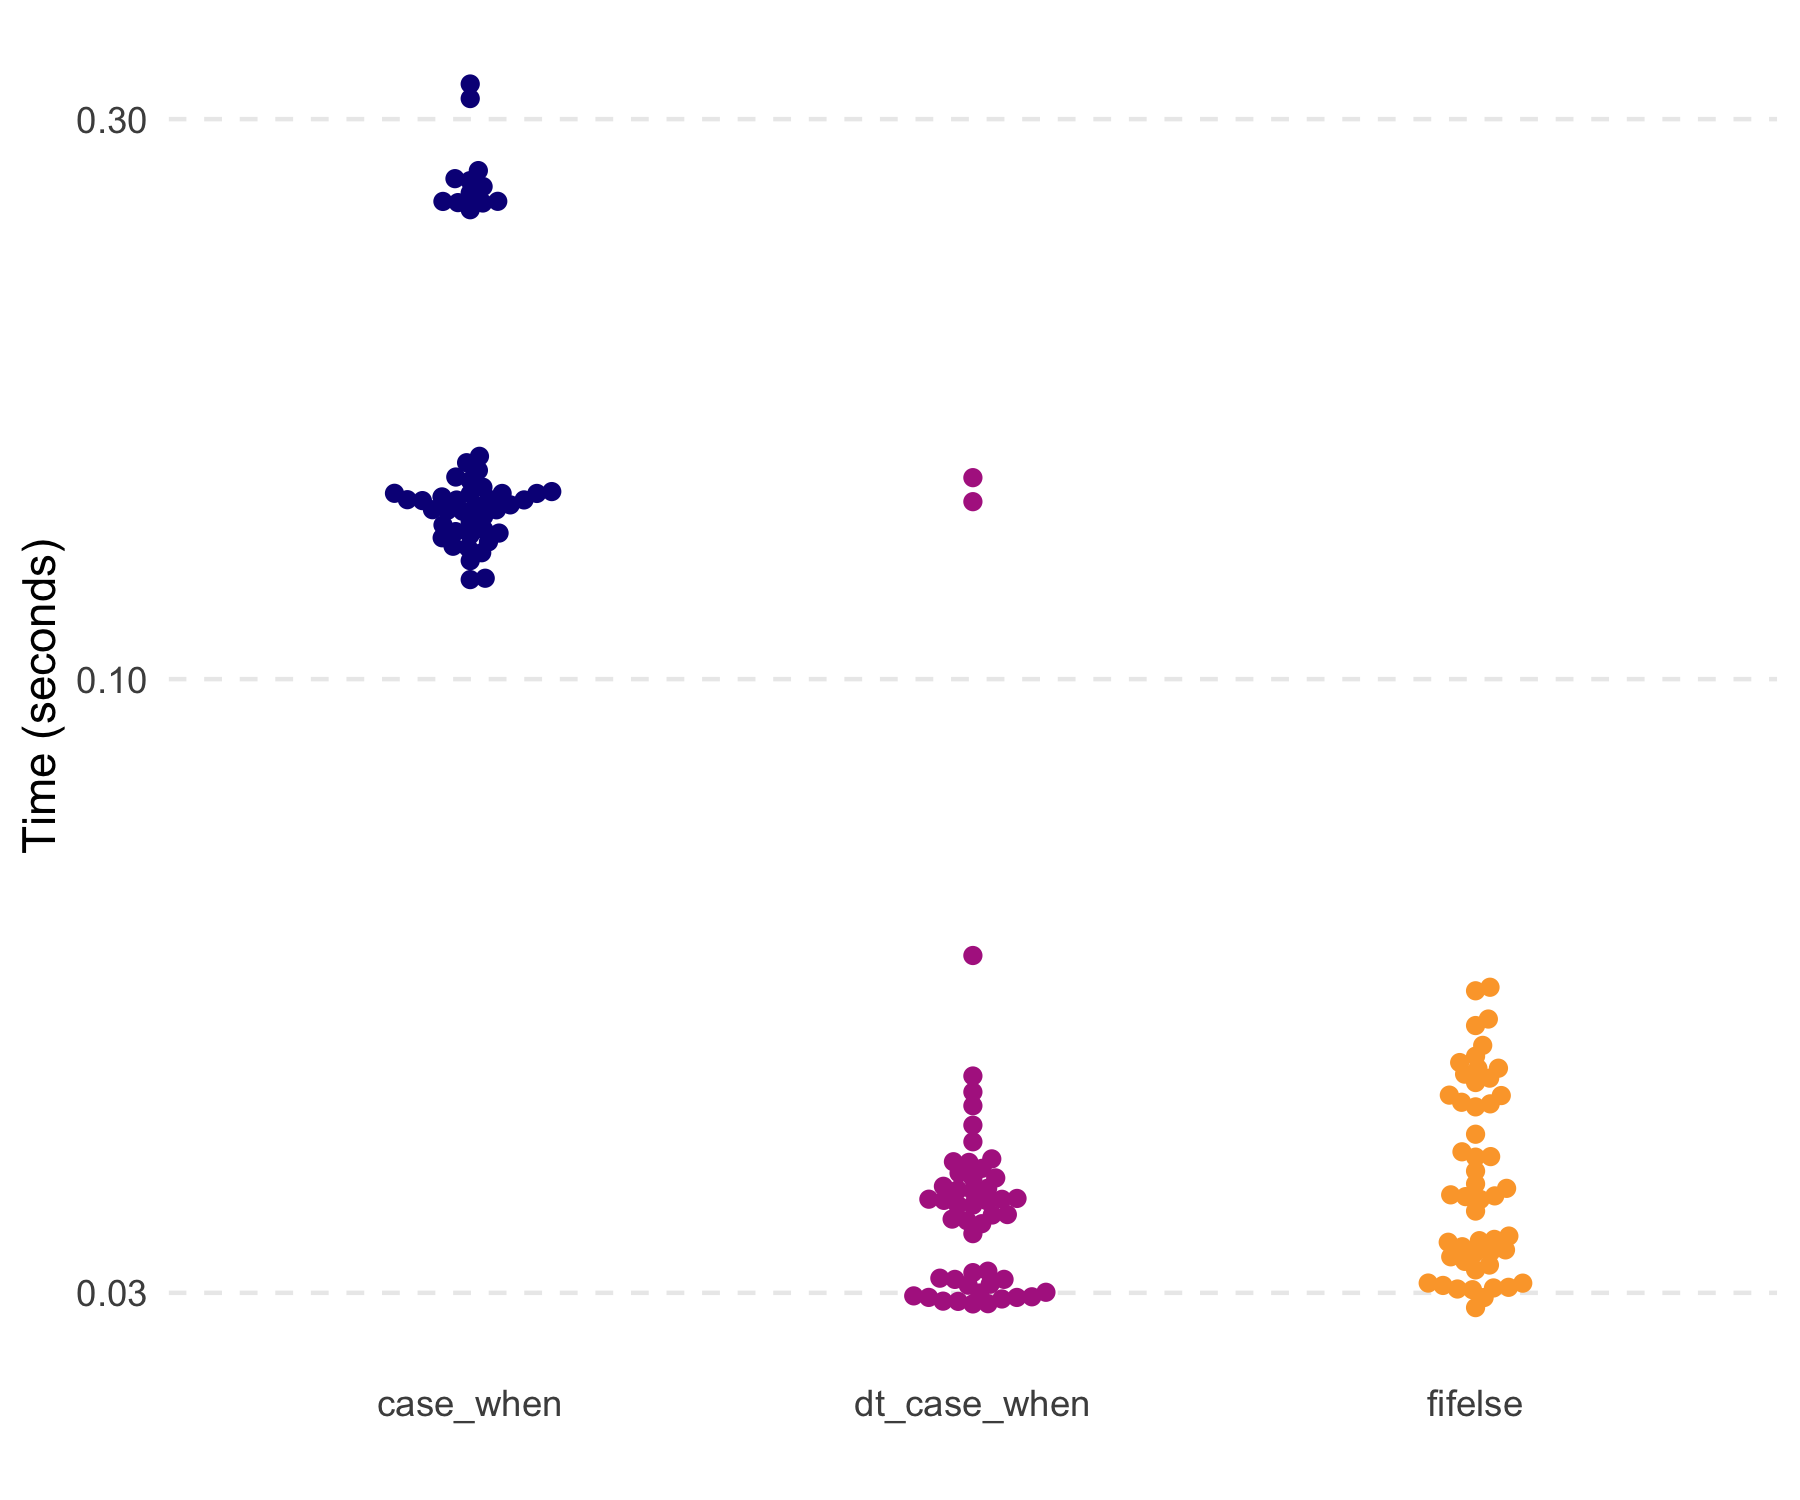 Time (seconds)
0.30
0.10
0.03
case_when
dt_case_when
fifelse